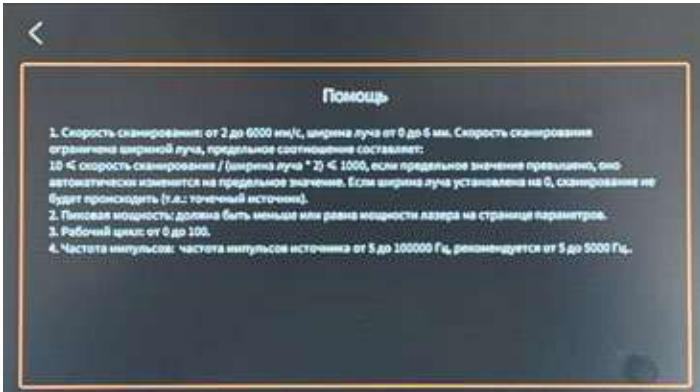 Помощь
1. Скорость сканирования: от 2 до 6000 мм/с, ширина луча от 0 до 6 мм. Скорость сканирования
ограничена шириной луча, предельное соотношение составляет:
10 ≤ скорость сканирования / (ширина луча * 2) ≤ 1000, если предельное значение превышено, оно
автоматически изменится на предельное значение. Если ширина луча установлена на 0, сканирование не
будет происходить (т.е.: точечный источник).
2. Пиковая мощность: должна быть меньше или равна мощности лазера на странице параметров.
3. Рабочий цикл: от 0 до 100.
4. Частота импульсов: частота импульсов источника от 5 до 100000 Гц, рекомендуется от 5 до 5000 Гц..